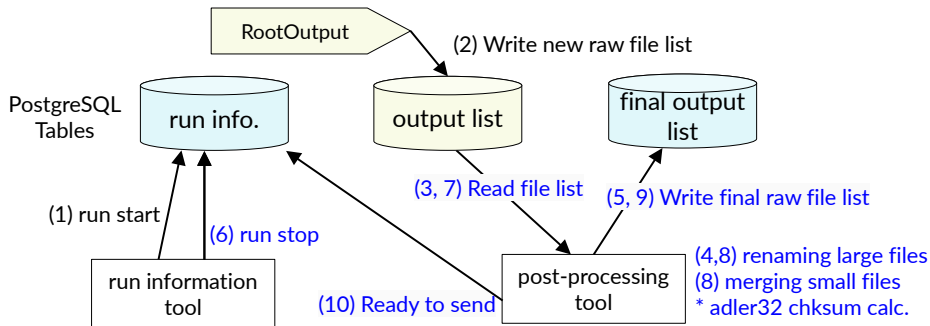 RootOutput
(2) Write new raw file list
PostgreSQL
Tables
run info.
output list
final output
list
(3, 7) Read file list
(5, 9) Write final raw file list
(1) run start
(6) run stop
run information
tool
(10) Ready to send
post-processing
tool
(4,8) renaming large files
(8) merging small files
* adler32 chksum calc.